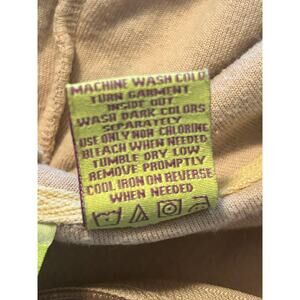 MACHINE WASH COLD
TURN GARMENT
INSIDE OUT
WASH DARK COLORS
SEPARATELY
USE ONLY NON CHLORINE
BLEACH WHEN NEEDED
TUMBLE DRY LOW
REMOVE PROMPTLY
COOL IRON ON REVERSE
WHEN NEEDED